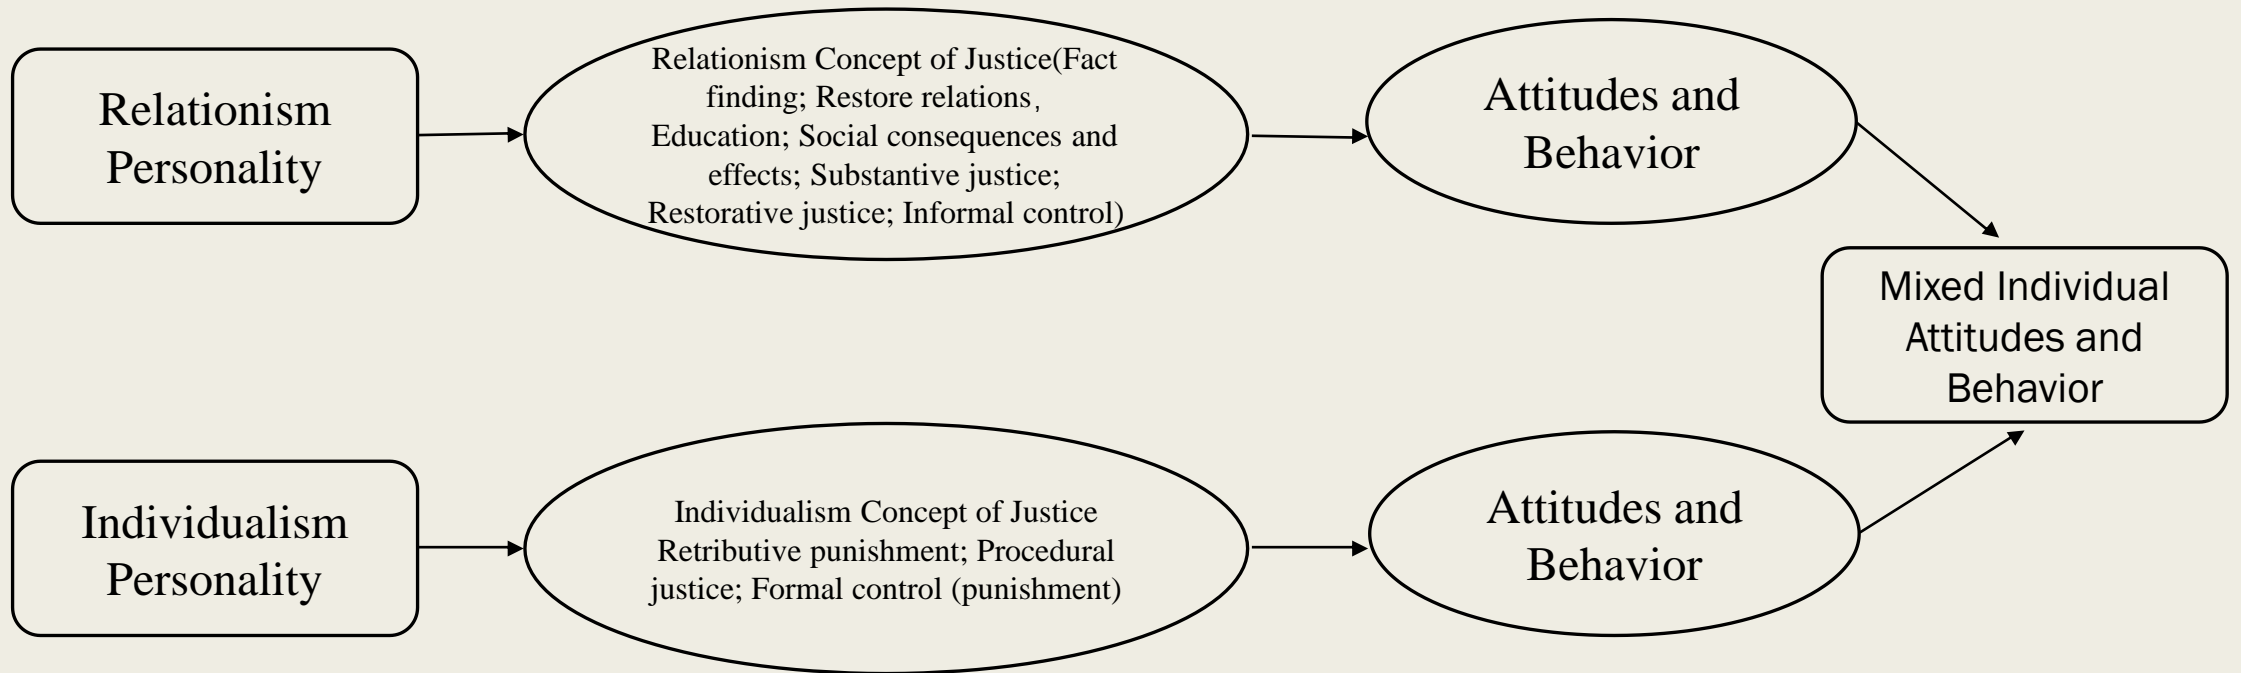 Relationism
Personality
Relationism Concept of Justice(Fact
finding; Restore relations,
Education; Social consequences and
effects; Substantive justice;
Restorative justice; Informal control)
Attitudes and
Behavior
Mixed Individual
Attitudes and
Behavior
Individualism
Personality
Individualism Concept of Justice
Retributive punishment; Procedural
justice; Formal control (punishment)
Attitudes and
Behavior